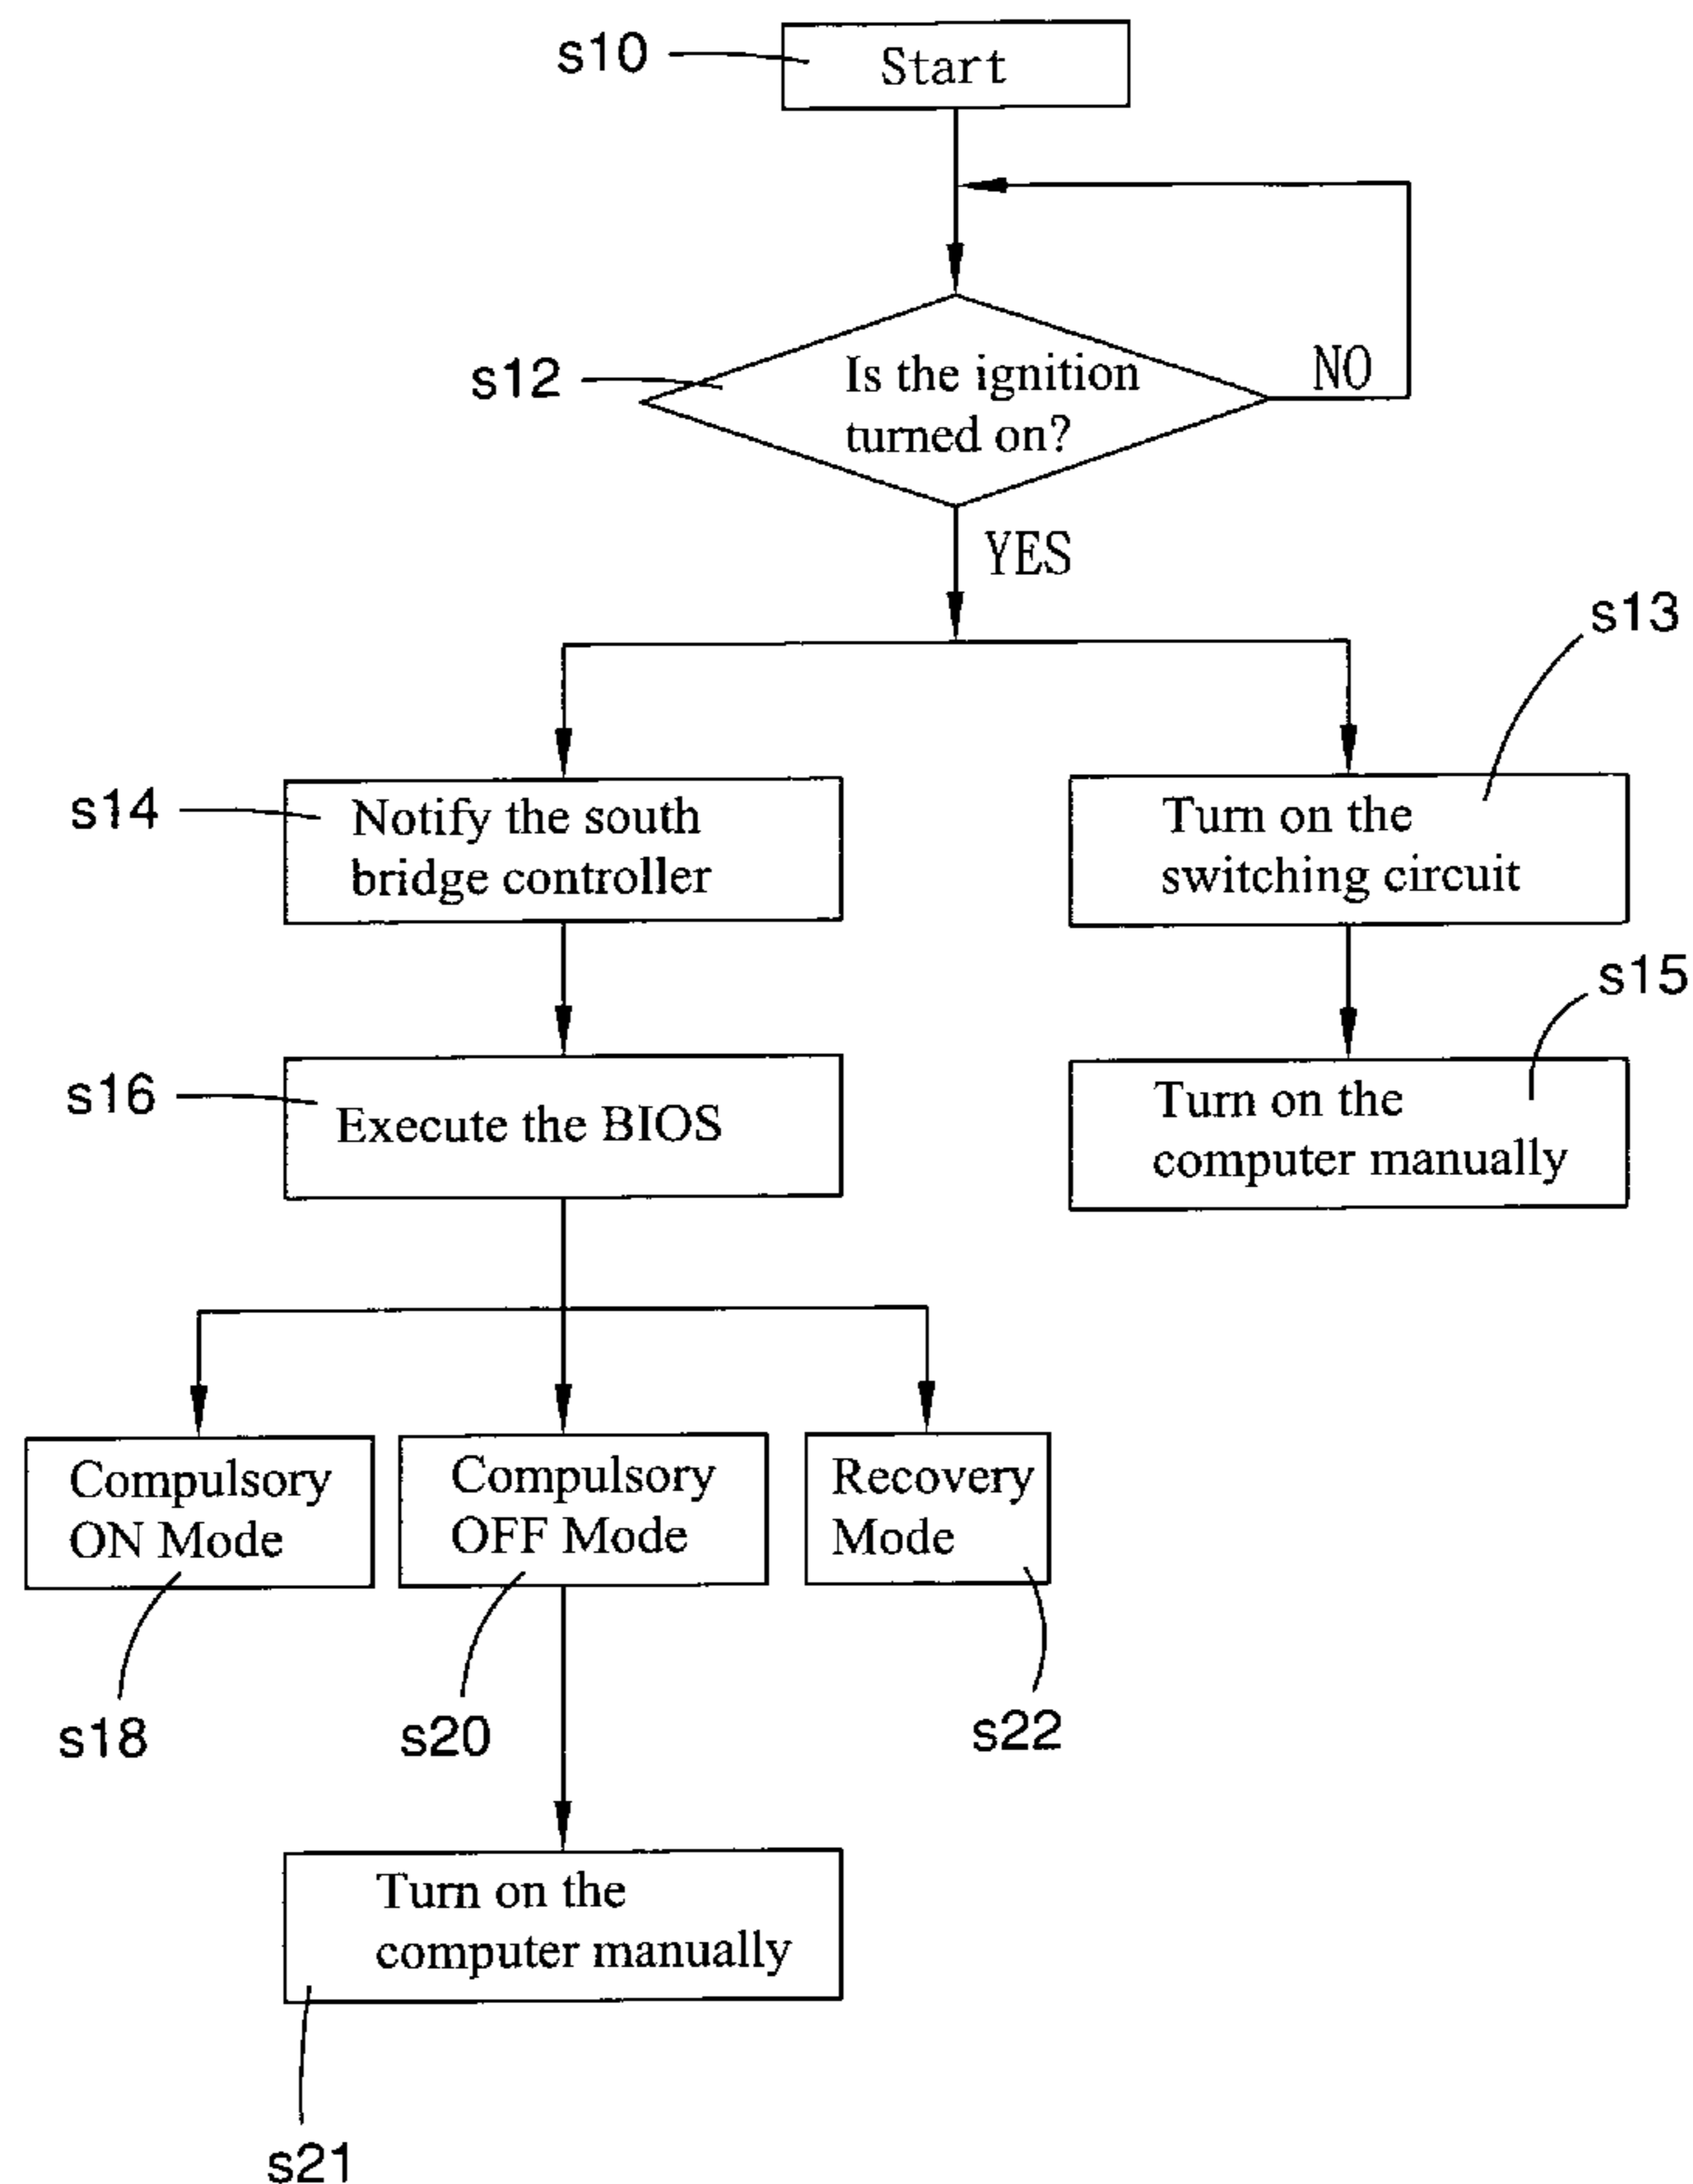 s10
Start
s12
Is the ignition
turned on?
NO
YES
s13
s14
Notify the south
bridge controller
Turn on the
switching circuit
s15
s16
Execute the BIOS
Turn on the
computer manually
Compulsory
ON Mode
Compulsory
OFF Mode
Recovery
Mode
s18
s20
s22
Turn on the
computer manually
s21